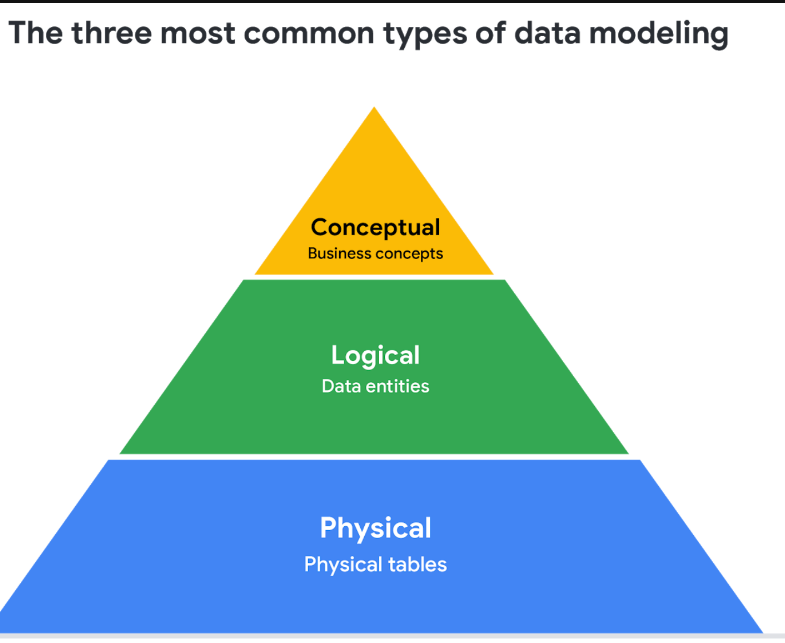 The three most common types of data modeling
Conceptual
Business concepts
Logical
Data entities
Physical
Physical tables